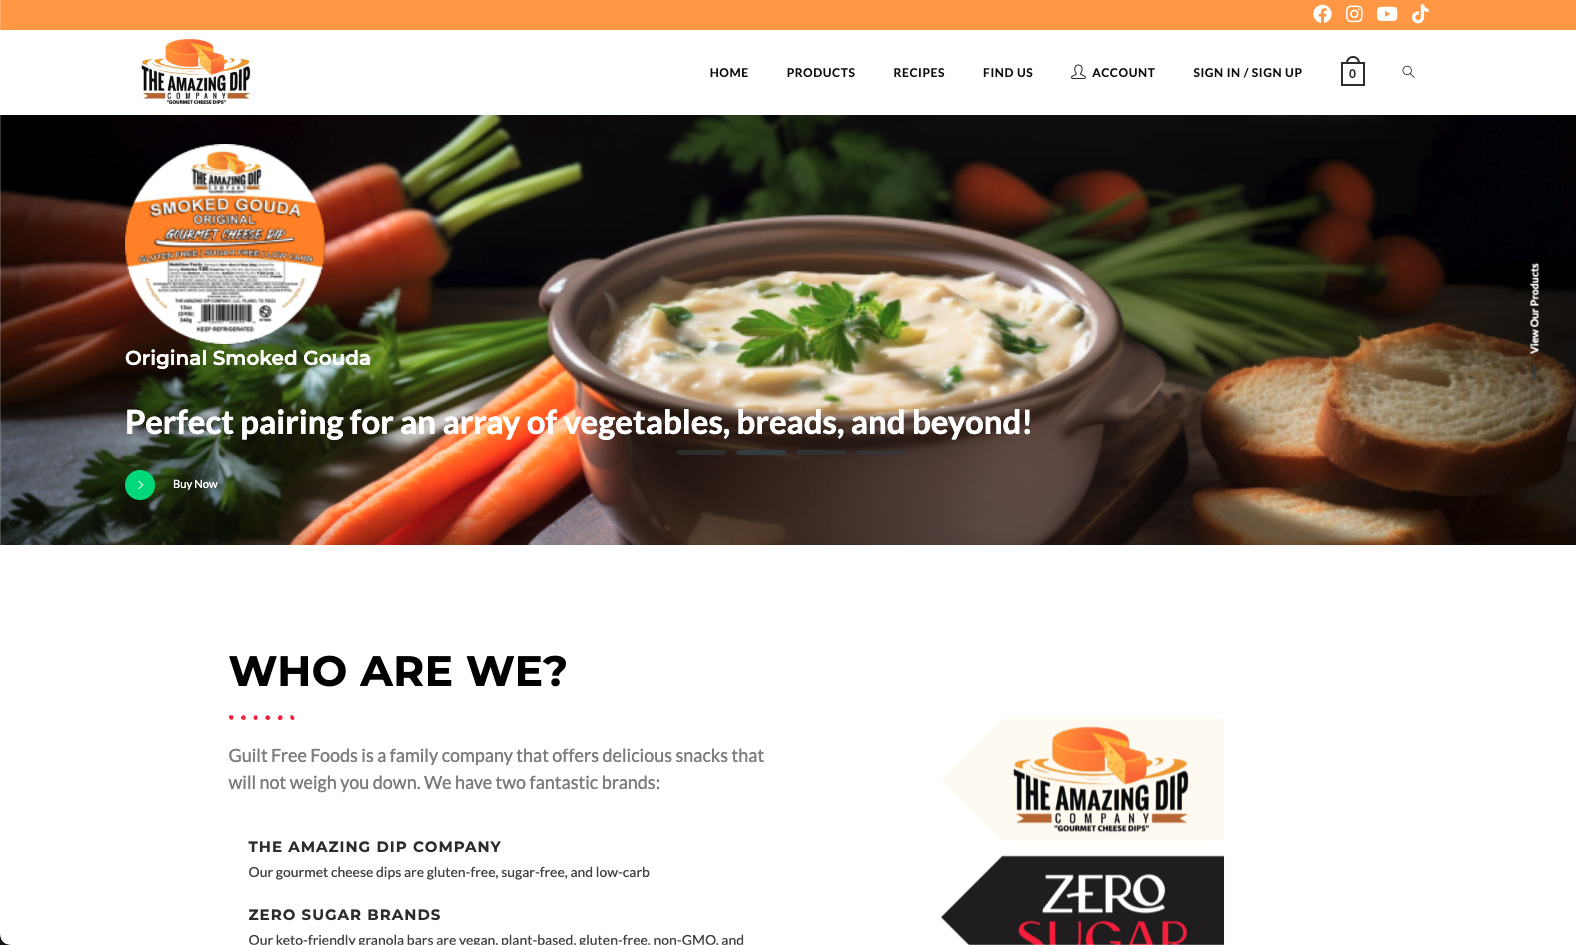 THE AMAZING DIP
COMPANY
"GOURMET CHEESE DIPS"
HOME
PRODUCTS
RECIPES
FIND US
ACCOUNT
SIGN IN / SIGN UP
0
THE AMAZING DIP
COMPANY
SMOKED GOUDA
ORIGINAL
GOURMET CHEESE DIP
GLUTEN FREE | SUGAR FREE | LOW CARB
KEEP REFRIGERATED
Original Smoked Gouda
Perfect pairing for an array of vegetables, breads, and beyond!
Buy Now
View Our Products
WHO ARE WE?
Guilt Free Foods is a family company that offers delicious snacks that
will not weigh you down. We have two fantastic brands:
THE AMAZING DIP COMPANY
Our gourmet cheese dips are gluten-free, sugar-free, and low-carb
ZERO SUGAR BRANDS
Our keto-friendly granola bars are vegan, plant-based, gluten-free, non-GMO, and
THE AMAZING DIP
COMPANY
"GOURMET CHEESE DIPS"
ZERO
SUGAR